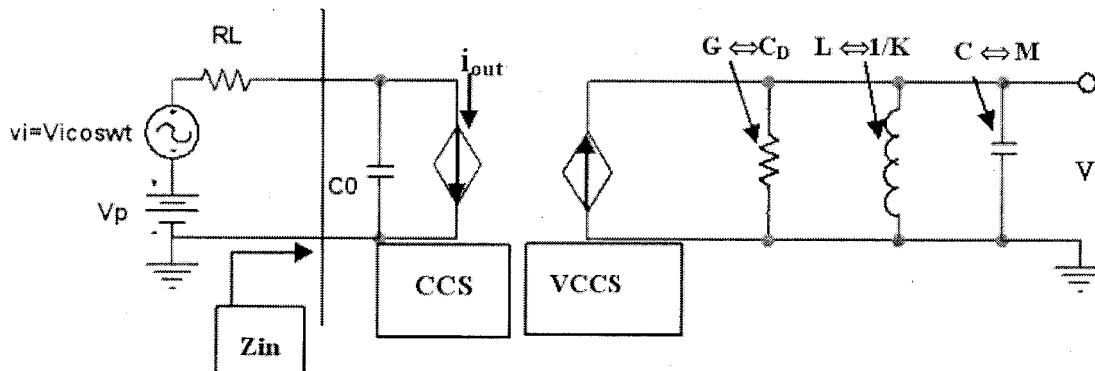 RL
i_out
G ⇔C_D
L ⇔1/K
C ⇔ M
vi=Vicoswt
+
+
-
Vp
C0
V
CCS
VCCS
Zin